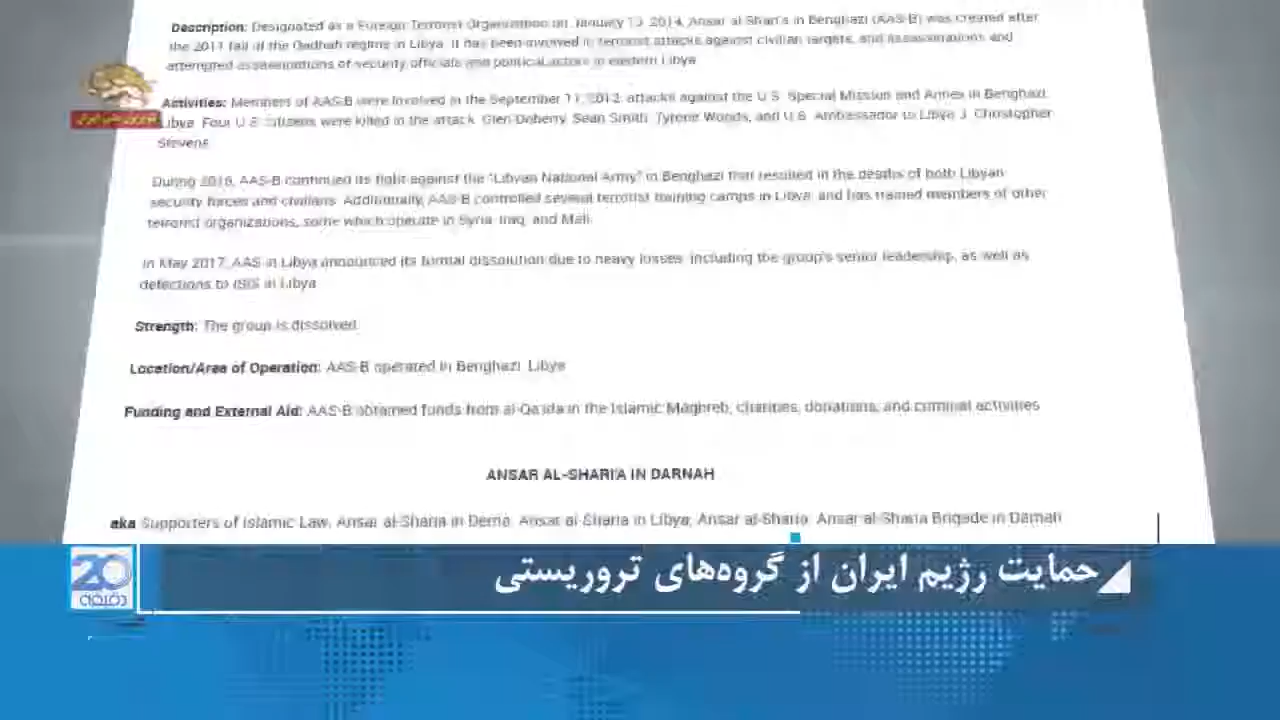 Description: Designated as a Foreign Terrorist Organization on January 13, 2014, Ansar al-Shari'a in Benghazi (AAS-B) was created after
the 2011 fall of the Qadhafi regime in Libya. It has been involved in terrorist attacks against civilian targets, and assassinations and
attempted assassinations of security officials and political actors in eastern Libya.
Activities: Members of AAS-B were involved in the September 11, 2012, attacks against the U.S. Special Mission and Annex in Benghazi,
Libya. Four U.S. citizens were killed in the attack: Glen Doherty, Sean Smith, Tyrone Woods, and U.S. Ambassador to Libya J. Christopher
Stevens.
During 2016, AAS-B continued its fight against the "Libyan National Army" in Benghazi that resulted in the deaths of both Libyan
security forces and civilians. Additionally, AAS-B controlled several terrorist training camps in Libya, and has trained members of other
terrorist organizations, some which operate in Syria, Iraq, and Mali.
In May 2017, AAS in Libya announced its formal dissolution due to heavy losses, including the group's senior leadership, as well as
defections to ISIS in Libya.
Strength: The group is dissolved.
Location/Area of Operation: AAS-B operated in Benghazi, Libya.
Funding and External Aid: AAS-B obtained funds from al-Qa'ida in the Islamic Maghreb, charities, donations, and criminal activities.
ANSAR AL-SHARI'A IN DARNAH
aka Supporters of Islamic Law; Ansar al-Sharia in Derna; Ansar al-Sharia in Libya; Ansar al-Sharia; Ansar al-Sharia Brigade in Darnah
حمایت رژیم ایران از گروه‌های تروریستی
20
دقیقه